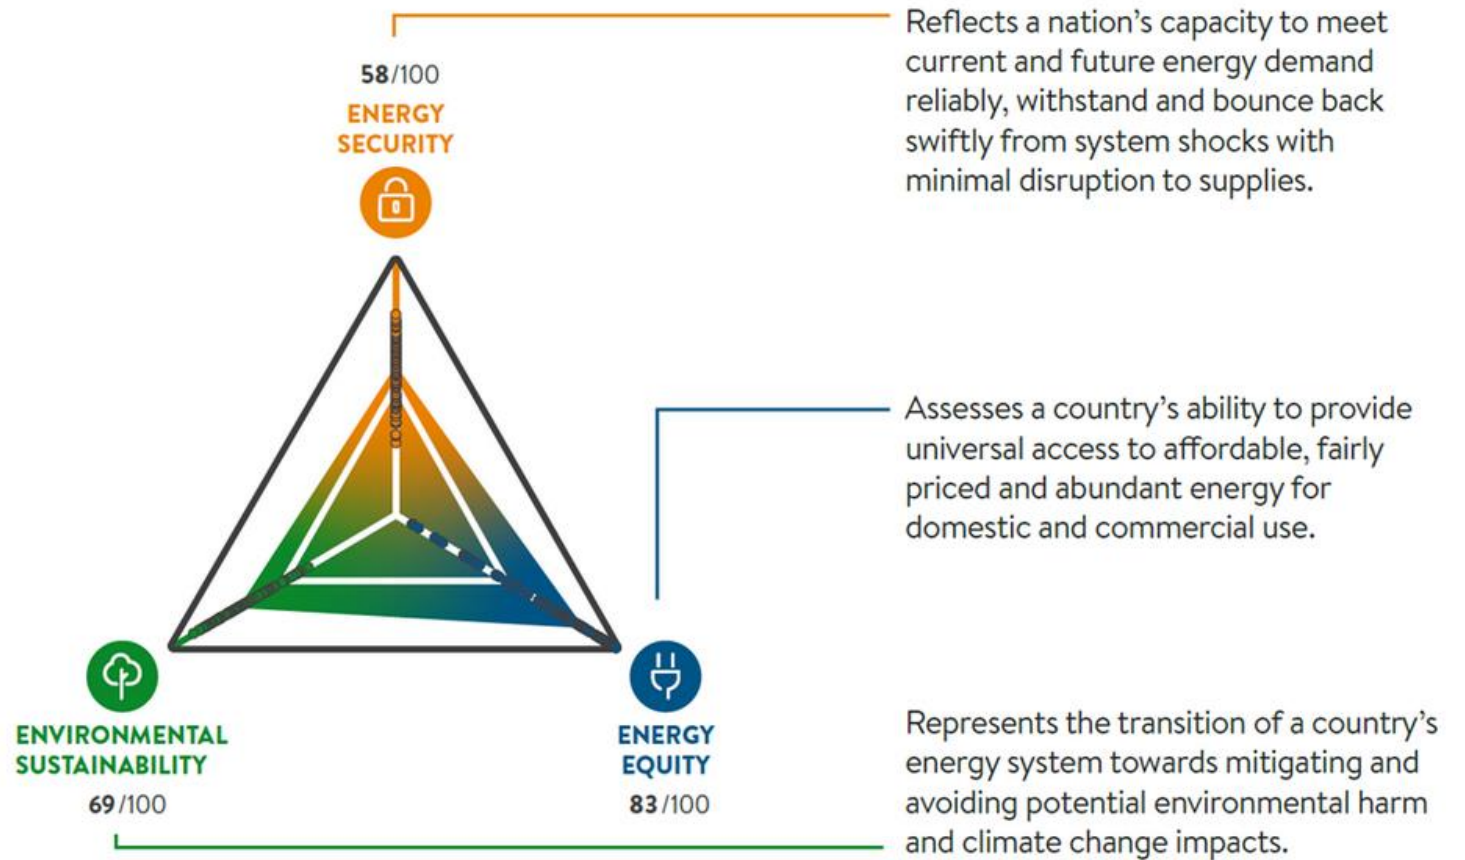 Reflects a nation's capacity to meet
current and future energy demand
reliably, withstand and bounce back
swiftly from system shocks with
minimal disruption to supplies.
58/100
ENERGY
SECURITY
Assesses a country's ability to provide
universal access to affordable, fairly
priced and abundant energy for
domestic and commercial use.
ENVIRONMENTAL
SUSTAINABILITY
69/100
ENERGY
EQUITY
83/100
Represents the transition of a country's
energy system towards mitigating and
avoiding potential environmental harm
and climate change impacts.